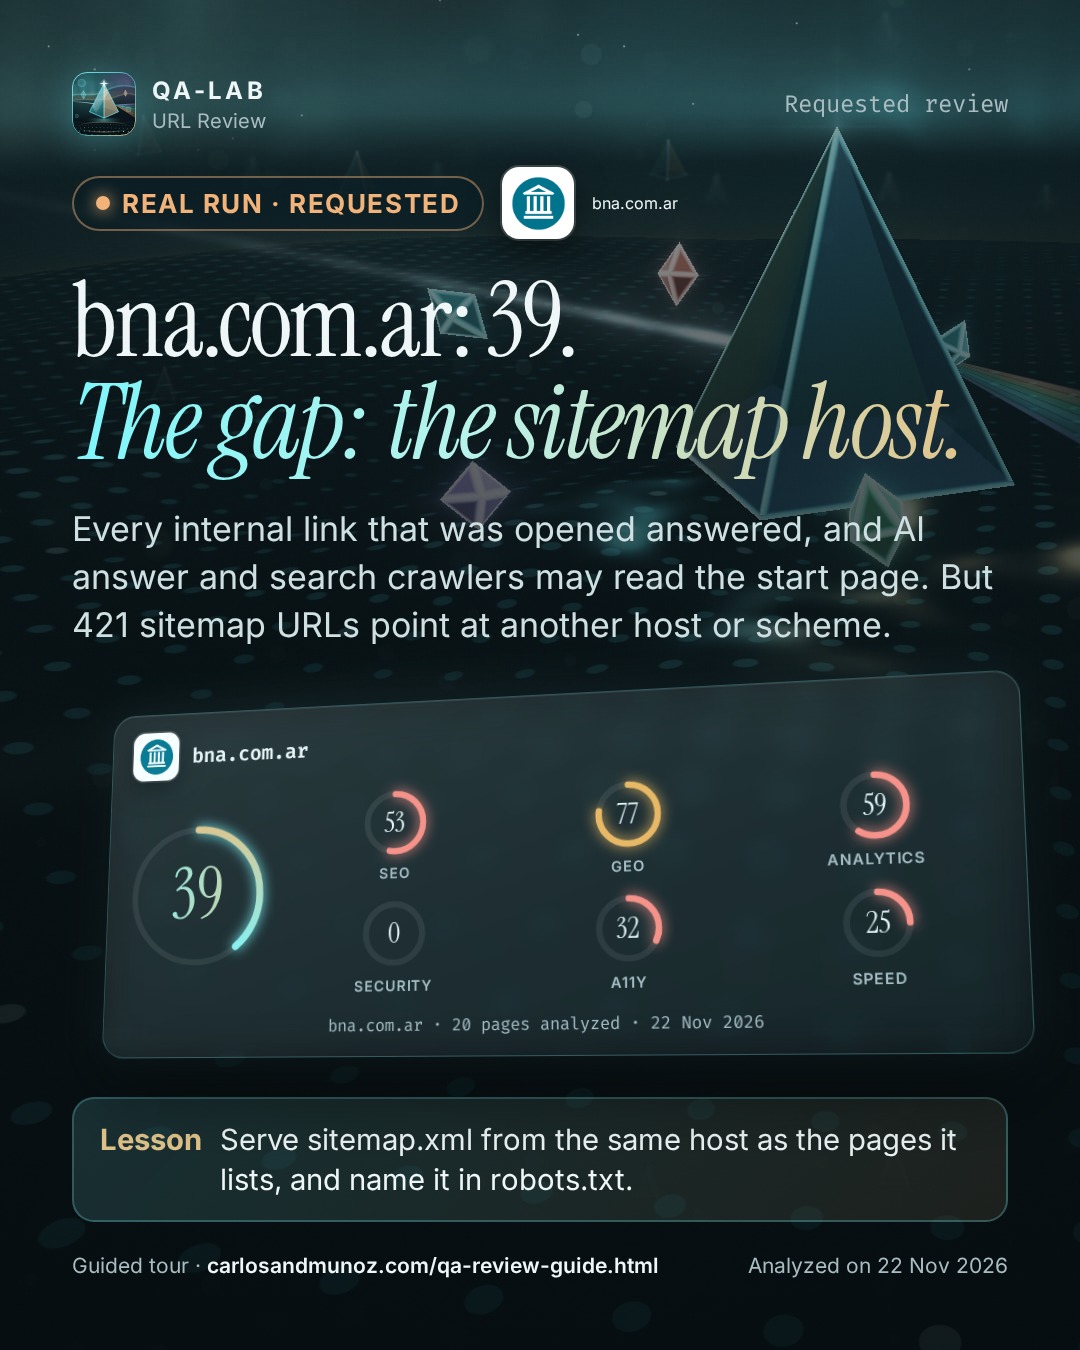 QA-LAB
URL Review
Requested review
REAL RUN · REQUESTED
bna.com.ar
bna.com.ar: 39.
The gap: the sitemap host.
Every internal link that was opened answered, and AI
answer and search crawlers may read the start page. But
421 sitemap URLs point at another host or scheme.
bna.com.ar
39
53
SEO
77
GEO
59
ANALYTICS
0
SECURITY
32
A11Y
25
SPEED
bna.com.ar · 20 pages analyzed · 22 Nov 2026
Lesson
Serve sitemap.xml from the same host as the pages it
lists, and name it in robots.txt.
Guided tour · carlosandmunoz.com/qa-review-guide.html
Analyzed on 22 Nov 2026